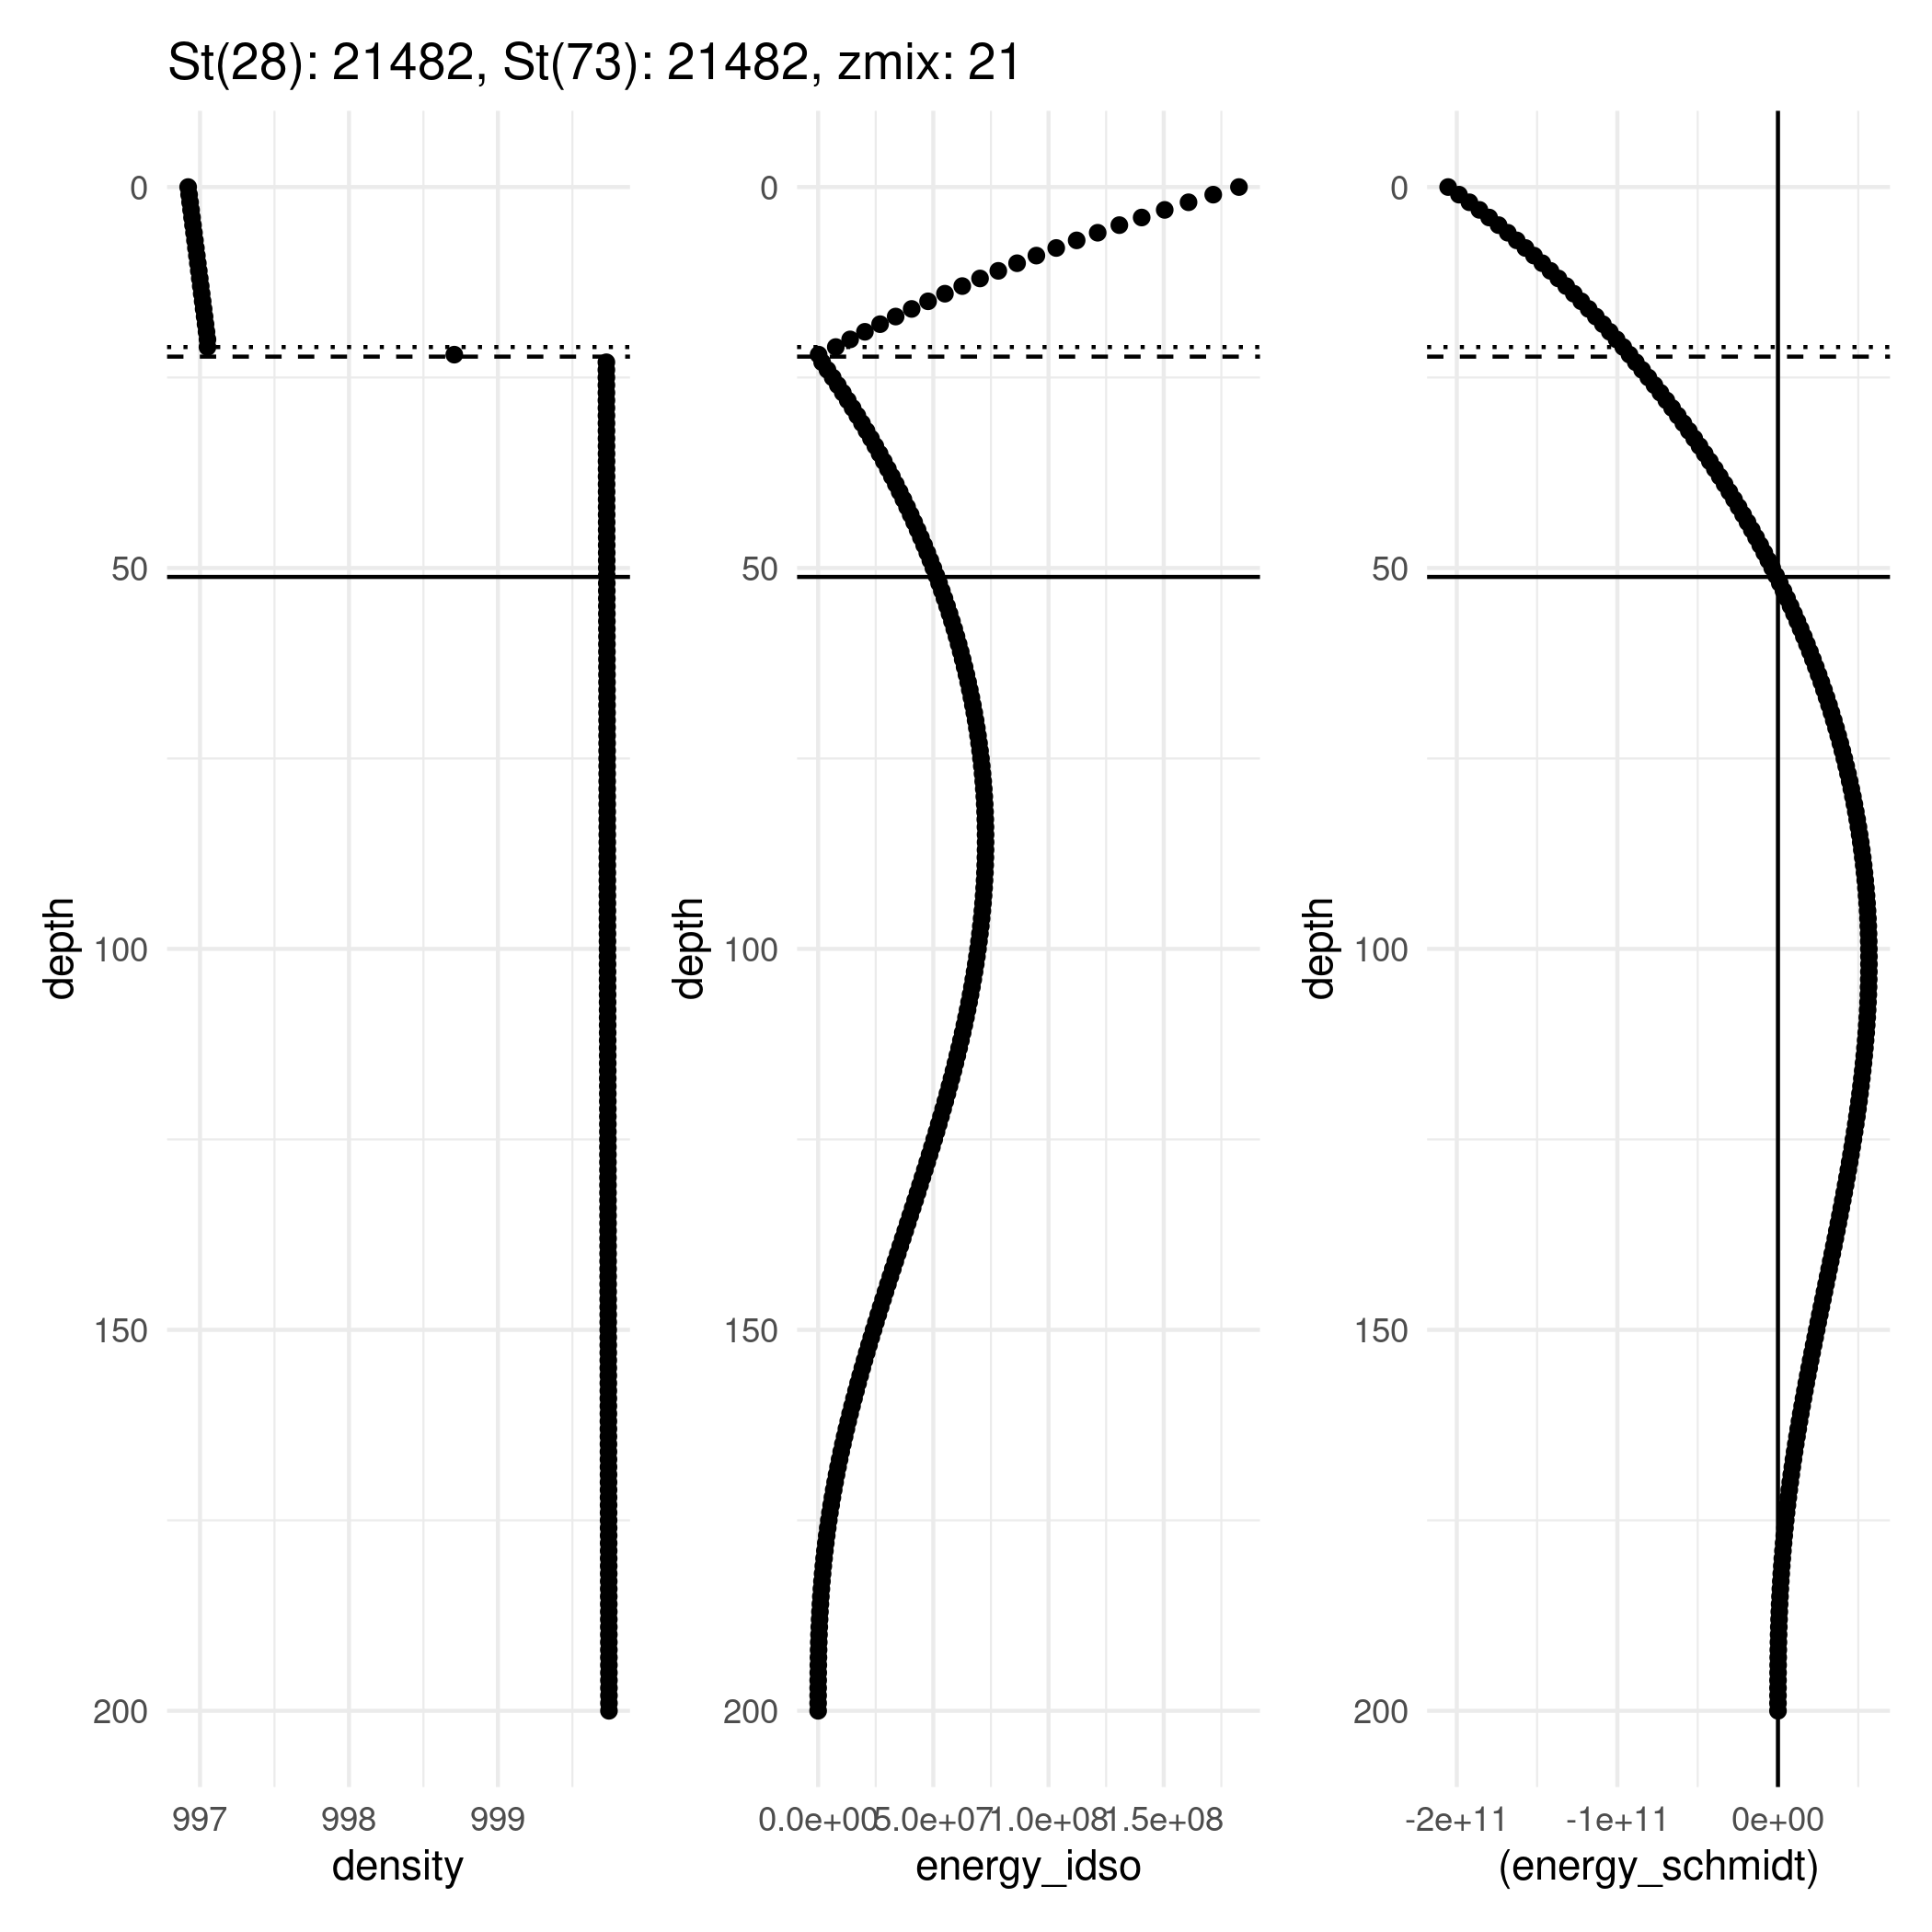 St(28): 21482, St(73): 21482, zmix: 21
0
50
100
150
200
depth
997
998
999
density
0
50
100
150
200
depth
0.0e+00
5.0e+07
1.0e+08
1.5e+08
energy_idso
0
50
100
150
200
depth
-2e+11
-1e+11
0e+00
(energy_schmidt)